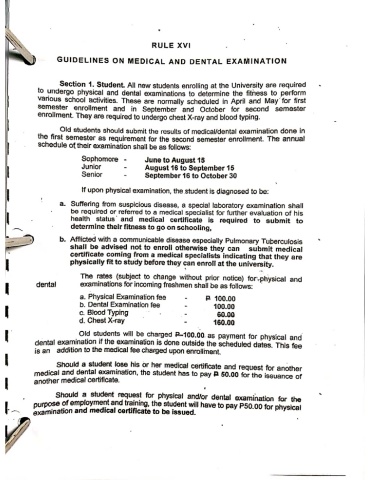 RULE XVI
GUIDELINES ON MEDICAL AND DENTAL EXAMINATION
Section 1. Student. All new students enrolling at the University are required
to undergo physical and dental examinations to determine the fitness to perform
various school activities. These are normally scheduled in April and May for first
semester enrollment and in September and October for second semester
enrollment. They are required to undergo chest X-ray and blood typing.
Old students should submit the results of medical/dental examination done in
the first semester as requirement for the second semester enrollment. The annual
schedule of their examination shall be as follows:
Sophomore - June to August 15
Junior - August 16 to September 15
Senior - September 16 to October 30
If upon physical examination, the student is diagnosed to be:
a. Suffering from suspicious disease, a special laboratory examination shall
be required or referred to a medical specialist for further evaluation of his
health status and medical certificate is required to submit to
determine their fitness to go on schooling,
b. Afflicted with a communicable disease especially Pulmonary Tuberculosis
shall be advised not to enroll otherwise they can submit medical
certificate coming from a medical specialists indicating that they are
physically fit to study before they can enroll at the university.
The rates (subject to change without prior notice) for physical and
dental examinations for incoming freshmen shall be as follows:
a. Physical Examination fee - ₱ 100.00
b. Dental Examination fee - 100.00
c. Blood Typing - 60.00
d. Chest X-ray - 160.00
Old students will be charged ₱-100.00 as payment for physical and
dental examination if the examination is done outside the scheduled dates. This fee
is an addition to the medical fee charged upon enrollment.
Should a student lose his or her medical certificate and request for another
medical and dental examination, the student has to pay ₱ 50.00 for the issuance of
another medical certificate.
Should a student request for physical and/or dental examination for the
purpose of employment and training, the student will have to pay P50.00 for physical
examination and medical certificate to be issued.